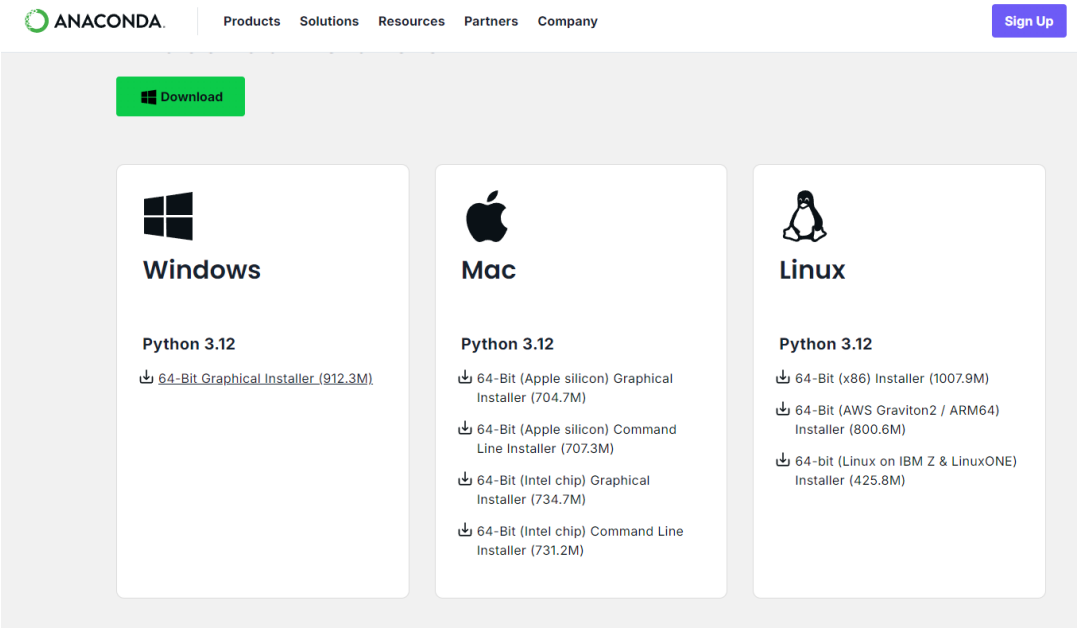 ANACONDA.
Products Solutions Resources Partners Company
Sign Up
Download
Windows
Python 3.12
64-Bit Graphical Installer (912.3M)
Mac
Python 3.12
64-Bit (Apple silicon) Graphical
Installer (704.7M)
64-Bit (Apple silicon) Command
Line Installer (707.3M)
64-Bit (Intel chip) Graphical
Installer (734.7M)
64-Bit (Intel chip) Command Line
Installer (731.2M)
Linux
Python 3.12
64-Bit (x86) Installer (1007.9M)
64-Bit (AWS Graviton2 / ARM64)
Installer (800.6M)
64-bit (Linux on IBM Z & LinuxONE)
Installer (425.8M)